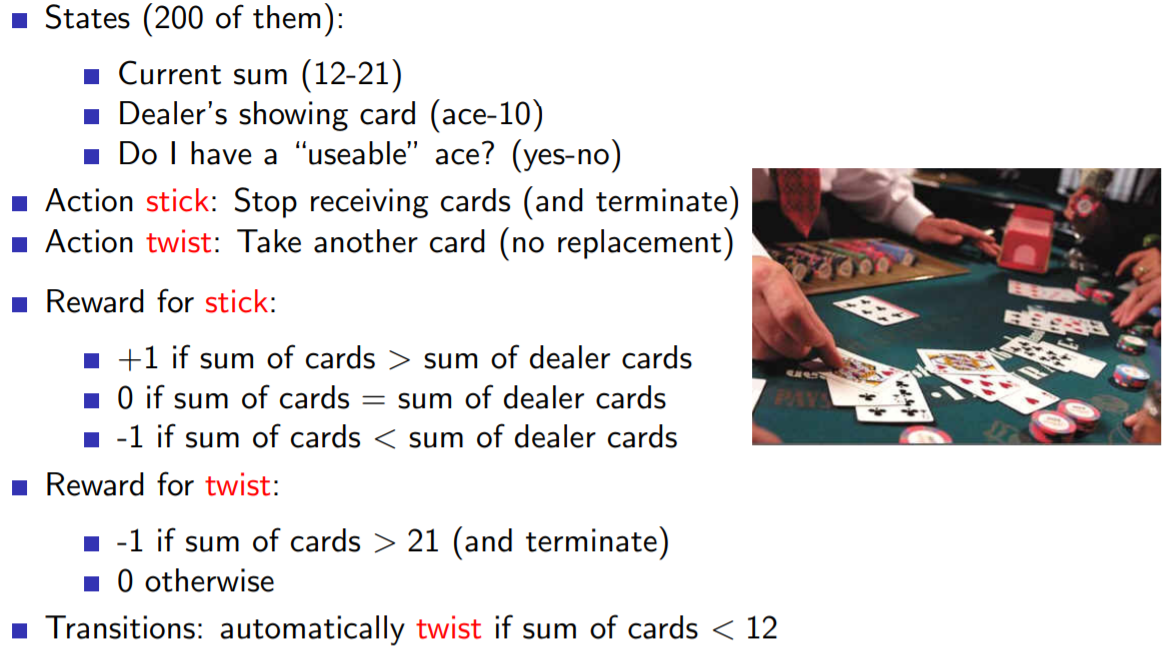 States (200 of them):
Current sum (12-21)
Dealer's showing card (ace-10)
Do I have a “useable” ace? (yes-no)
Action stick: Stop receiving cards (and terminate)
Action twist: Take another card (no replacement)
Reward for stick:
+1 if sum of cards > sum of dealer cards
0 if sum of cards = sum of dealer cards
-1 if sum of cards < sum of dealer cards
Reward for twist:
-1 if sum of cards > 21 (and terminate)
0 otherwise
Transitions: automatically twist if sum of cards < 12